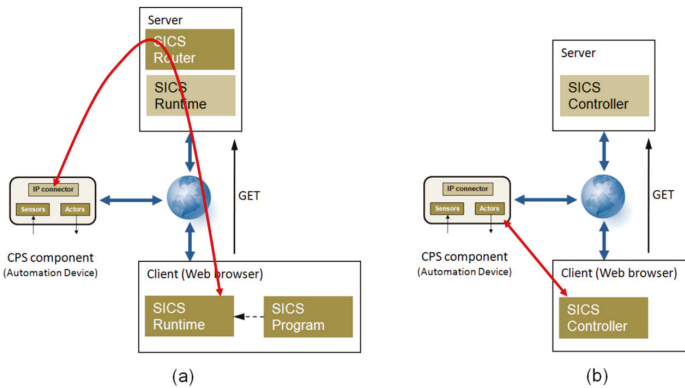 Server
SICS
Router
SICS
Runtime
IP connector
Sensors
Actors
CPS component
(Automation Device)
GET
Client (Web browser)
SICS
Runtime
SICS
Program
(a)
Server
SICS
Controller
IP connector
Sensors
Actors
CPS component
(Automation Device)
GET
Client (Web browser)
SICS
Controller
(b)